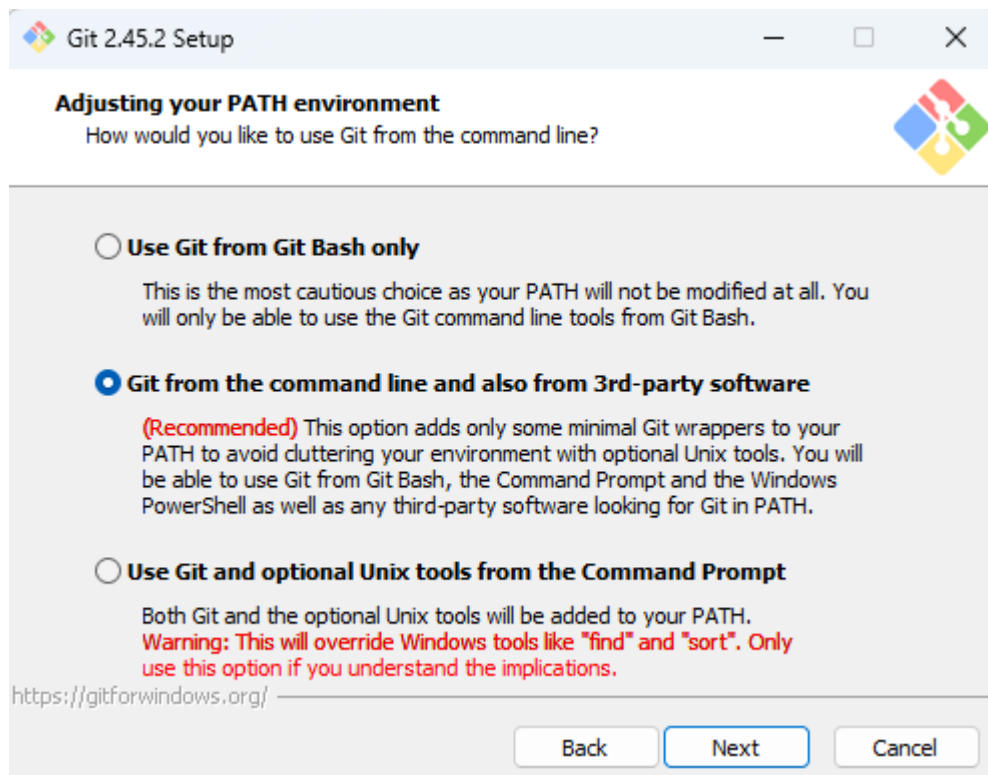 Git 2.45.2 Setup
Adjusting your PATH environment
How would you like to use Git from the command line?
Use Git from Git Bash only
This is the most cautious choice as your PATH will not be modified at all. You
will only be able to use the Git command line tools from Git Bash.
Git from the command line and also from 3rd-party software
(Recommended) This option adds only some minimal Git wrappers to your
PATH to avoid cluttering your environment with optional Unix tools. You will
be able to use Git from Git Bash, the Command Prompt and the Windows
PowerShell as well as any third-party software looking for Git in PATH.
Use Git and optional Unix tools from the Command Prompt
Both Git and the optional Unix tools will be added to your PATH.
Warning: This will override Windows tools like "find" and "sort". Only
use this option if you understand the implications.
https://gitforwindows.org/
Back Next Cancel